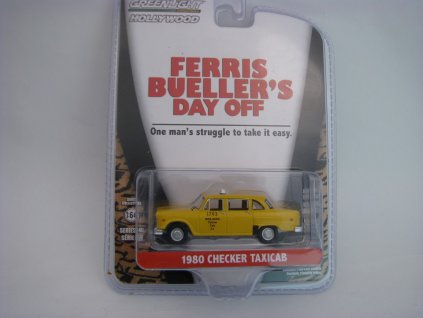 GREENLIGHT
HOLLYWOOD
FERRIS
BUELLER'S
DAY OFF
One man's struggle to take it easy.
1980 CHECKER TAXICAB